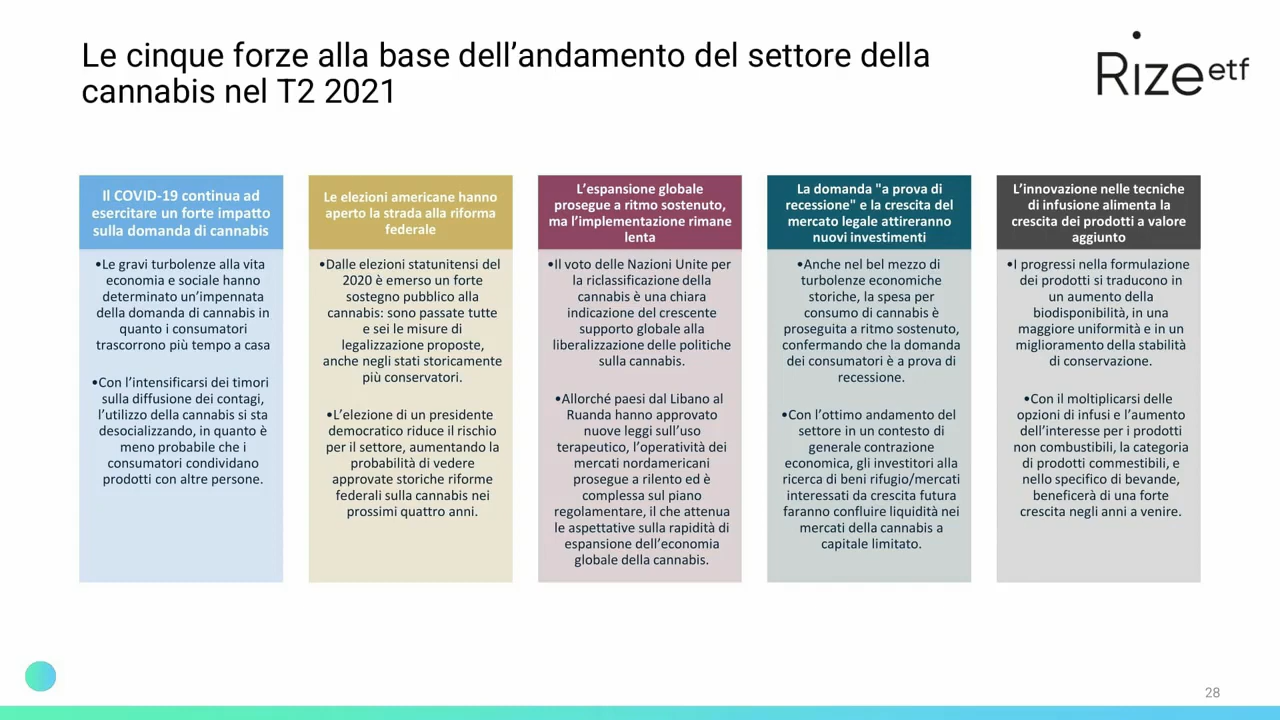 Le cinque forze alla base dell’andamento del settore della
cannabis nel T2 2021
Rize etf
Il COVID-19 continua ad
esercitare un forte impatto
sulla domanda di cannabis
•Le gravi turbolenze alla vita
economia e sociale hanno
determinato un’impennata
della domanda di cannabis in
quanto i consumatori
trascorrono più tempo a casa
•Con l’intensificarsi dei timori
sulla diffusione dei contagi,
l’utilizzo della cannabis si sta
desocializzando, in quanto è
meno probabile che i
consumatori condividano
prodotti con altre persone.
Le elezioni americane hanno
aperto la strada alla riforma
federale
•Dalle elezioni statunitensi del
2020 è emerso un forte
sostegno pubblico alla
cannabis: sono passate tutte
e sei le misure di
legalizzazione proposte,
anche negli stati storicamente
più conservatori.
•L’elezione di un presidente
democratico riduce il rischio
per il settore, aumentando la
probabilità di vedere
approvate storiche riforme
federali sulla cannabis nei
prossimi quattro anni.
L’espansione globale
prosegue a ritmo sostenuto,
ma l’implementazione rimane
lenta
•Il voto delle Nazioni Unite per
la riclassificazione della
cannabis è una chiara
indicazione del crescente
supporto globale alla
liberalizzazione delle politiche
sulla cannabis.
•Allorché paesi dal Libano al
Ruanda hanno approvato
nuove leggi sull’uso
terapeutico, l’operatività dei
mercati nordamericani
prosegue a rilento ed è
complessa sul piano
regolamentare, il che attenua
le aspettative sulla rapidità di
espansione dell’economia
globale della cannabis.
La domanda "a prova di
recessione" e la crescita del
mercato legale attireranno
nuovi investimenti
•Anche nel bel mezzo di
turbolenze economiche
storiche, la spesa per
consumo di cannabis è
proseguita a ritmo sostenuto,
confermando che la domanda
dei consumatori è a prova di
recessione.
•Con l’ottimo andamento del
settore in un contesto di
generale contrazione
economica, gli investitori alla
ricerca di beni rifugio/mercati
interessati da crescita futura
faranno confluire liquidità nei
mercati della cannabis a
capitale limitato.
L’innovazione nelle tecniche
di infusione alimenta la
crescita dei prodotti a valore
aggiunto
•I progressi nella formulazione
dei prodotti si traducono in
un aumento della
biodisponibilità, in una
maggiore uniformità e in un
miglioramento della stabilità
di conservazione.
•Con il moltiplicarsi delle
opzioni di infusi e l’aumento
dell’interesse per i prodotti
non combustibili, la categoria
di prodotti commestibili, e
nello specifico di bevande,
beneficerà di una forte
crescita negli anni a venire.
28